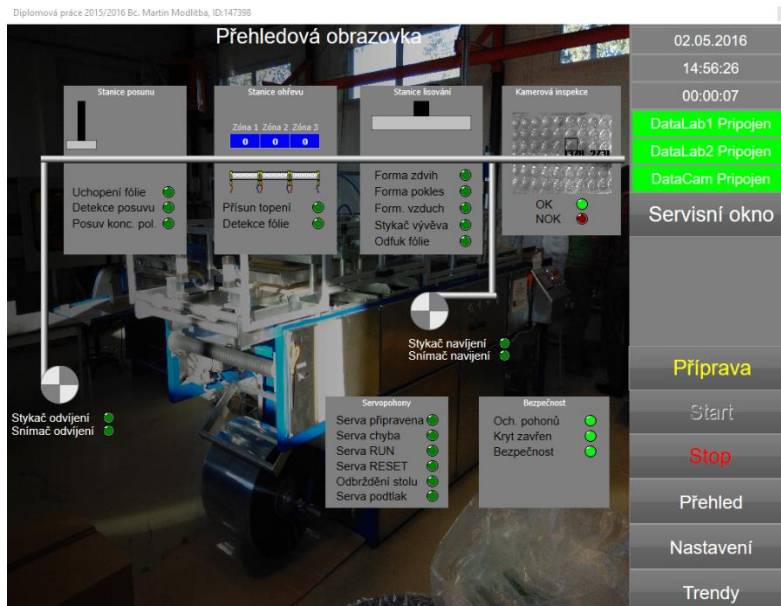 Diplomová práce 2015/2016 Bc. Martin Modlitba, ID:147398
Přehledová obrazovka
Stanice posunu
Uchopení fólie
Detekce posuvu
Posuv konc. pol.
Stanice ohřevu
Zóna 1 Zóna 2 Zóna 3
0 0 0
Přísun topení
Detekce fólie
Stanice lisování
Forma zdvih
Forma pokles
Form. vzduch
Stykač vývěva
Odfuk fólie
Kamerová inspekce
OK
NOK
Stykač navíjení
Snímač navijení
Stykač odvíjení
Snímač odvíjení
Servopohony
Serva připravena
Serva chyba
Serva RUN
Serva RESET
Odbrždění stolu
Serva podtlak
Bezpečnost
Och. pohonů
Kryt zavřen
Bezpečnost
02.05.2016
14:56:26
00:00:07
DataLab1 Pripojen
DataLab2 Pripojen
DataCam Pripojen
Servisní okno
Příprava
Start
Stop
Přehled
Nastavení
Trendy